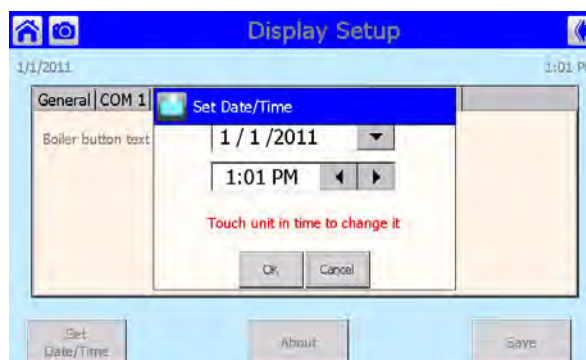 Display Setup
1/1/2011 1:01 P
General COM 1
Set Date/Time
Boiler button text
1 / 1 /2011
1:01 PM
Touch unit in time to change it
OK Cancel
Set
Date/Time
About
Save